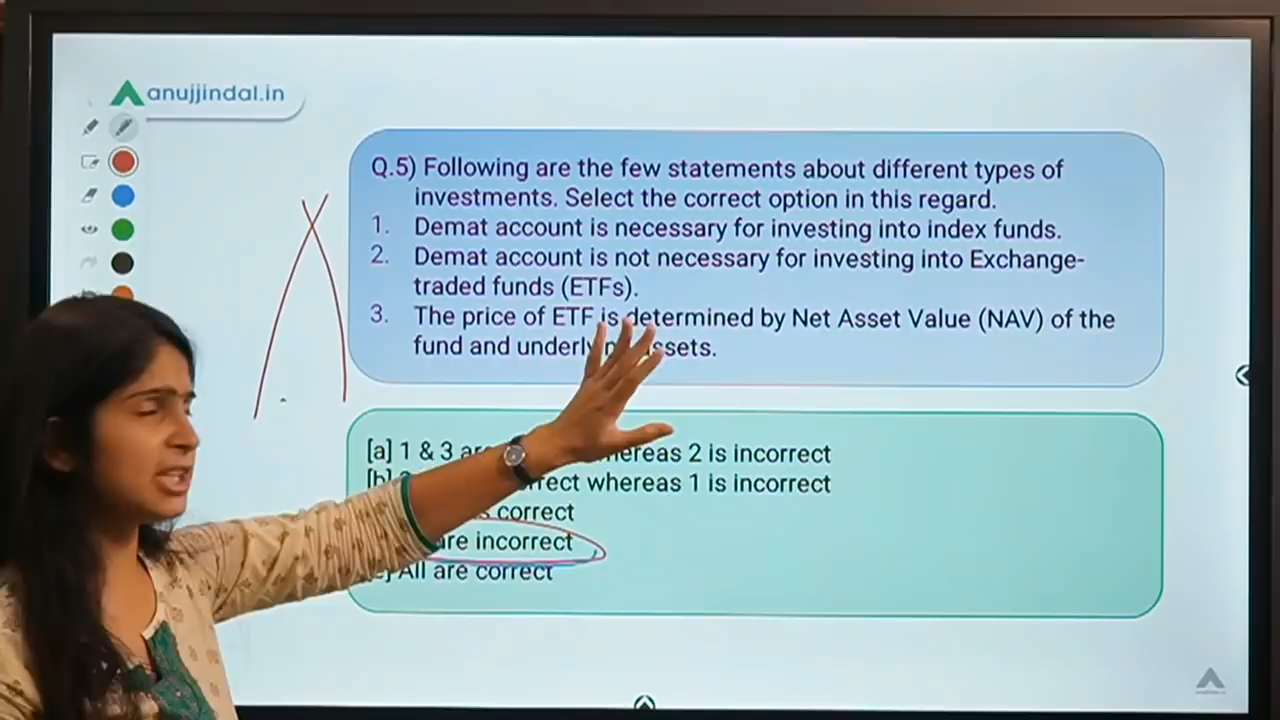 anujjindal.in
Q.5) Following are the few statements about different types of
investments. Select the correct option in this regard.
1. Demat account is necessary for investing into index funds.
2. Demat account is not necessary for investing into Exchange-
traded funds (ETFs).
3. The price of ETF is determined by Net Asset Value (NAV) of the
fund and assets.
[a] 1 & 3 whereas 2 is incorrect
[b] whereas 1 is incorrect
correct
are incorrect
All are correct